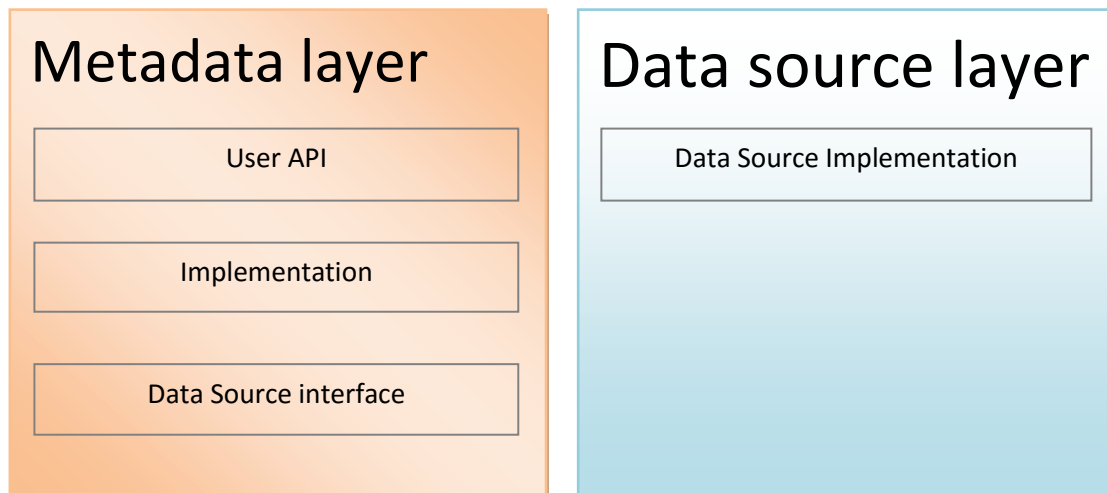 Metadata layer
User API
Implementation
Data Source interface
Data source layer
Data Source Implementation